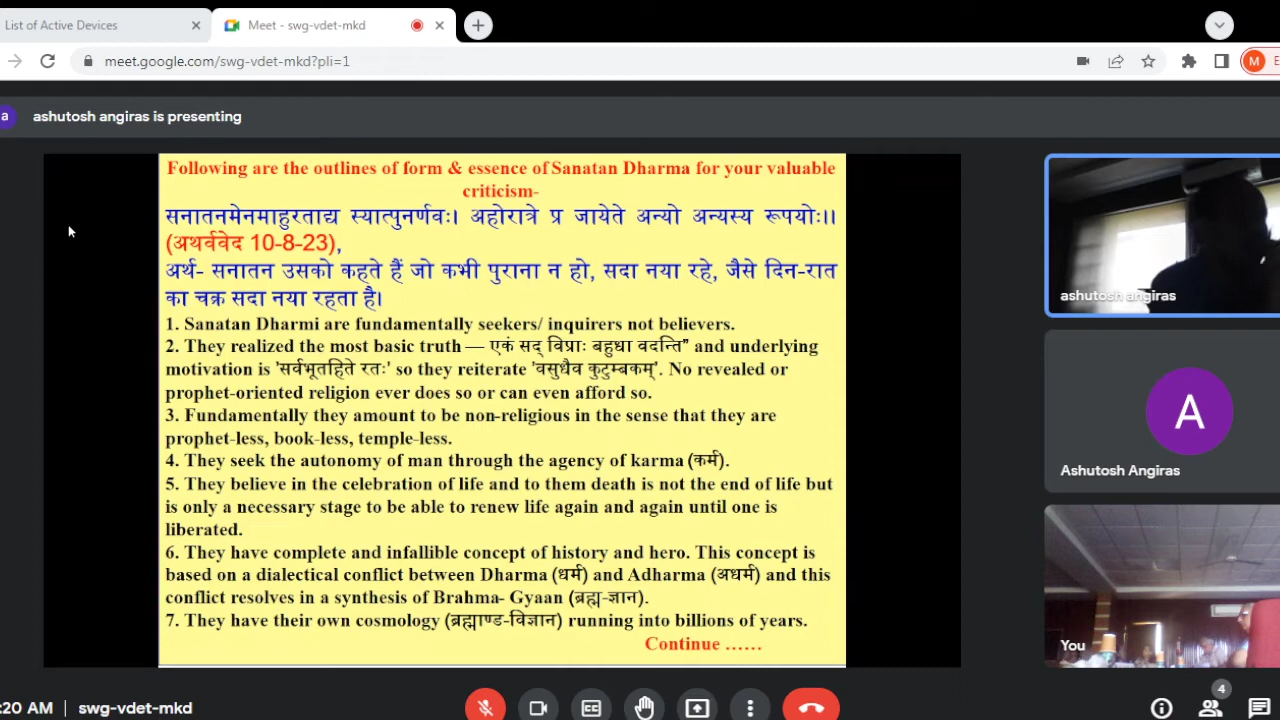 List of Active Devices
Meet - swg-vdet-mkd
meet.google.com/swg-vdet-mkd?pli=1
M
E
a
ashutosh angiras is presenting
Following are the outlines of form & essence of Sanatan Dharma for your valuable
criticism-
सनातनमेनमाहुरताद्य स्यात्पुनर्णवः। अहोरात्रे प्र जायेते अन्यो अन्यस्य रूपयोः।।
(अथर्ववेद 10-8-23),
अर्थ- सनातन उसको कहते हैं जो कभी पुराना न हो, सदा नया रहे, जैसे दिन-रात
का चक्र सदा नया रहता है।
1. Sanatan Dharmi are fundamentally seekers/ inquirers not believers.
2. They realized the most basic truth — एकं सद् विप्राः बहुधा वदन्ति” and underlying
motivation is 'सर्वभूतहिते रतः' so they reiterate 'वसुधैव कुटुम्बकम्'. No revealed or
prophet-oriented religion ever does so or can even afford so.
3. Fundamentally they amount to be non-religious in the sense that they are
prophet-less, book-less, temple-less.
4. They seek the autonomy of man through the agency of karma (कर्म).
5. They believe in the celebration of life and to them death is not the end of life but
is only a necessary stage to be able to renew life again and again until one is
liberated.
6. They have complete and infallible concept of history and hero. This concept is
based on a dialectical conflict between Dharma (धर्म) and Adharma (अधर्म) and this
conflict resolves in a synthesis of Brahma- Gyaan (ब्रह्म-ज्ञान).
7. They have their own cosmology (ब्रह्माण्ड-विज्ञान) running into billions of years.
Continue ……
ashutosh angiras
A
Ashutosh Angiras
You
:20 AM | swg-vdet-mkd
4